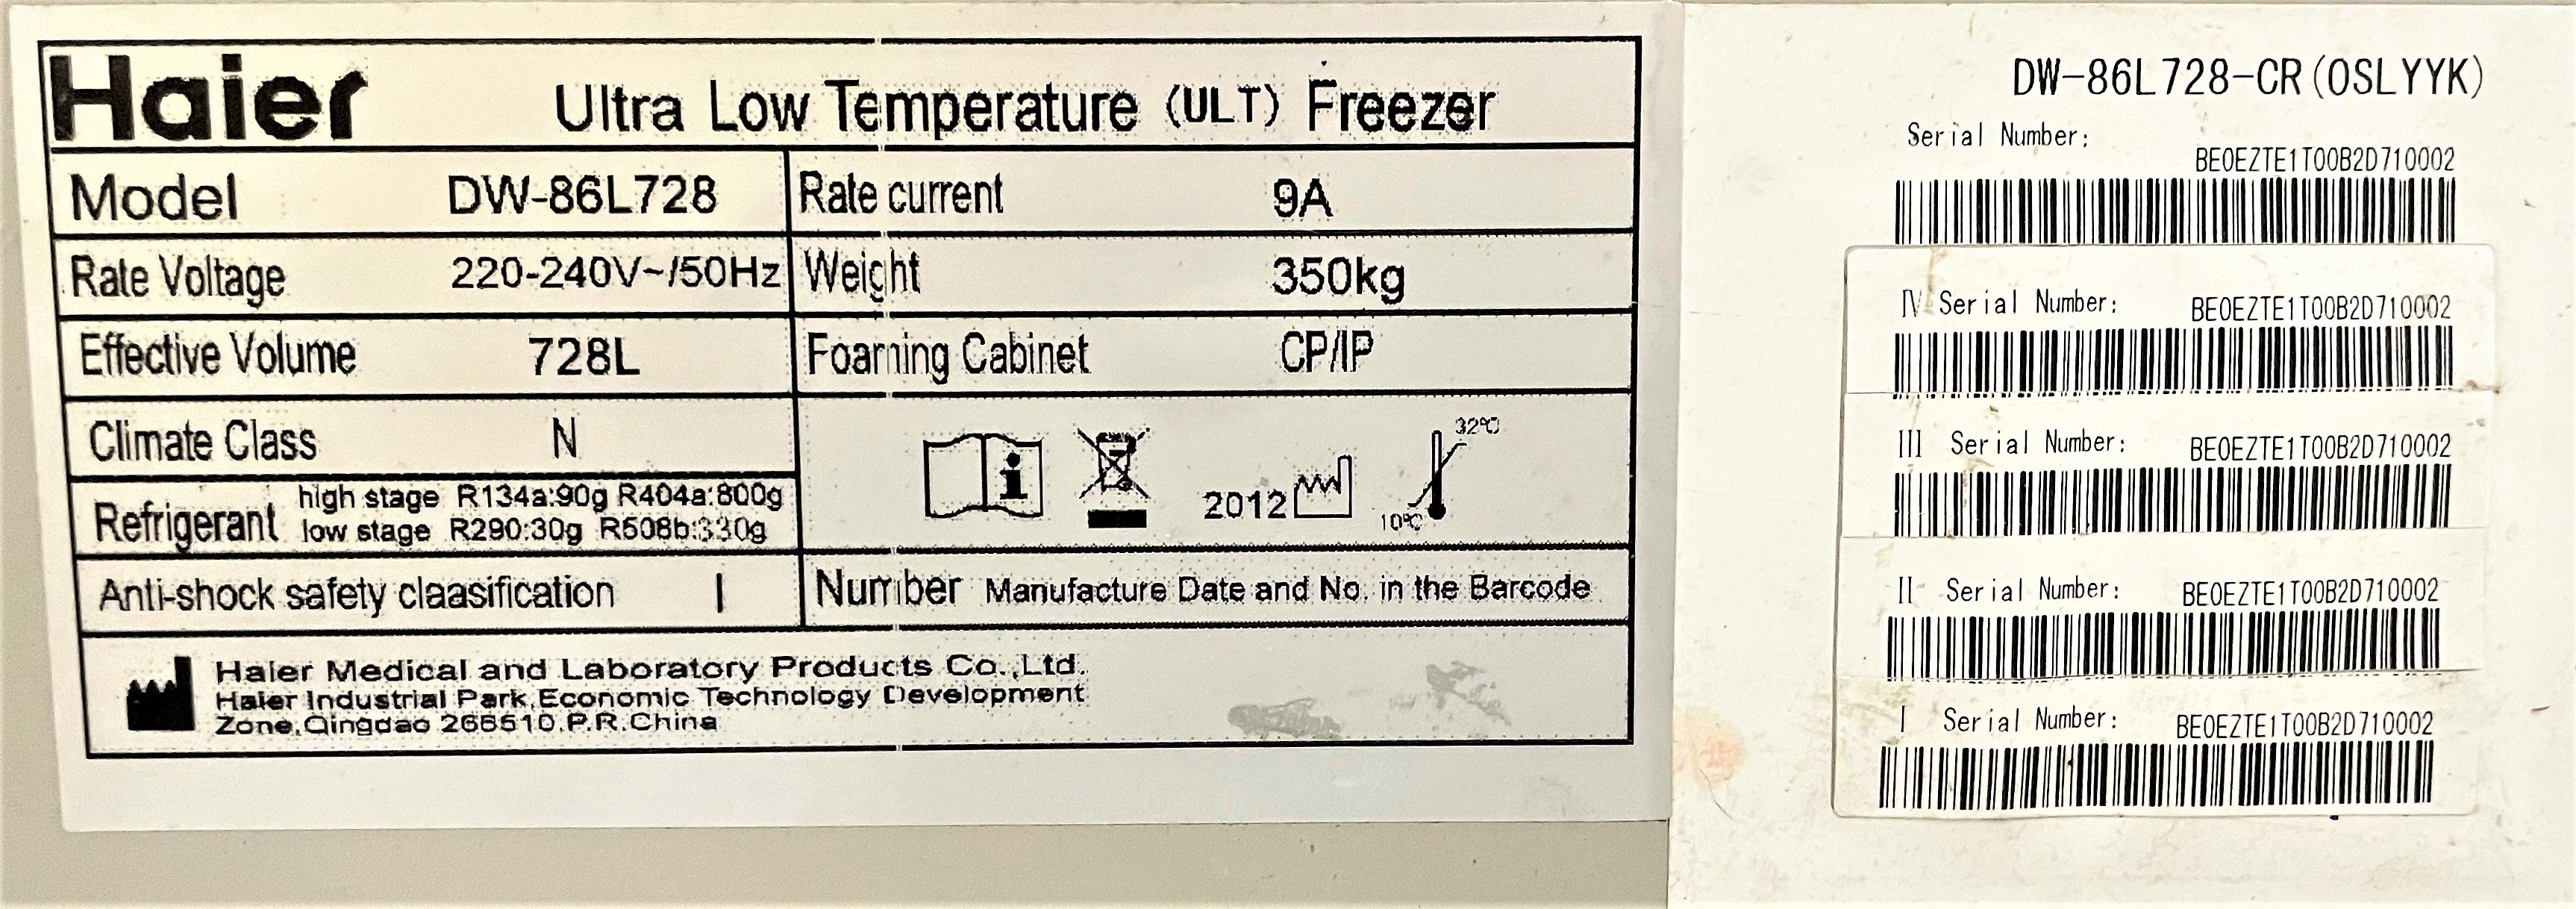 Haier
Ultra Low Temperature (ULT) Freezer
Model DW-86L728
Rate current 9A
Rate Voltage 220-240V~/50Hz
Weight 350kg
Effective Volume 728L
Foaming Cabinet CP/IP
Climate Class N
2012
32℃
10℃
Refrigerant high stage R134a:90g R404a:800g
low stage R290:30g R508b:330g
Anti-shock safety claasification I
Number Manufacture Date and No. in the Barcode
Haier Medical and Laboratory Products Co.,Ltd.
Haier Industrial Park,Economic Technology Development
Zone,Qingdao 266510.P.R.China
DW-86L728-CR(OSLYYK)
Serial Number:
BE0EZTE1T00B2D710002
IV Serial Number: BE0EZTE1T00B2D710002
III Serial Number: BE0EZTE1T00B2D710002
II Serial Number: BE0EZTE1T00B2D710002
I Serial Number: BE0EZTE1T00B2D710002